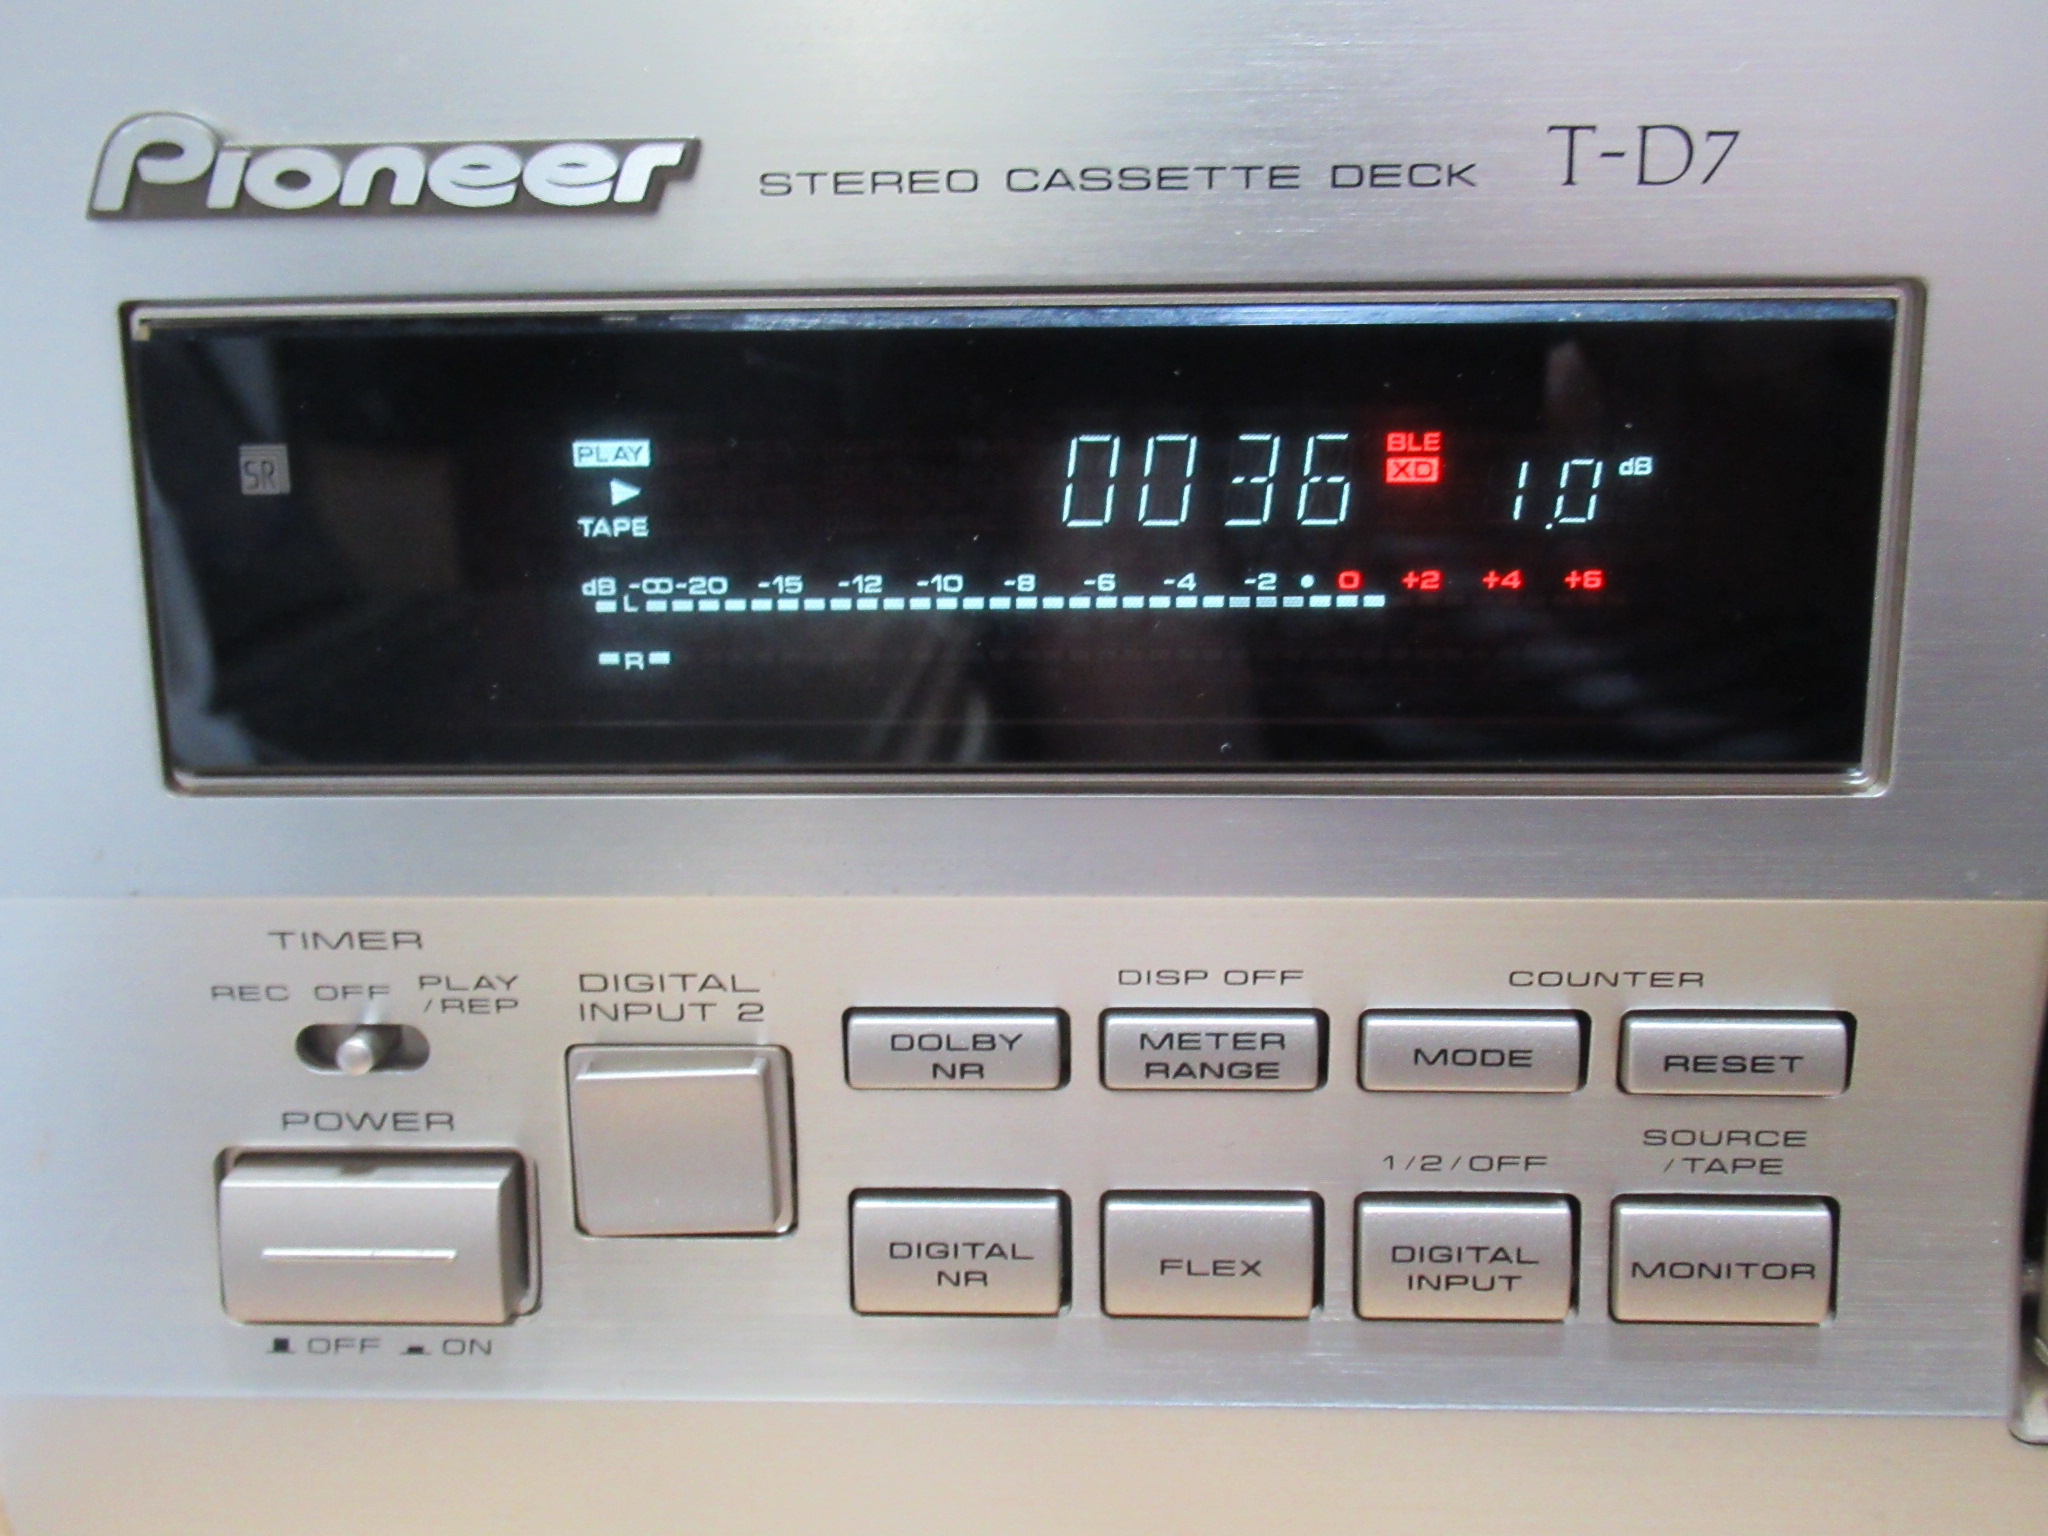 Pioneer STEREO CASSETTE DECK T-D7
SR
PLAY
TAPE
0036 BLE XD 1.0 dB
dB -∞ -20 -15 -12 -10 -8 -6 -4 -2 • 0 +2 +4 +6
L
R
TIMER
REC OFF PLAY
/REP
DIGITAL
INPUT 2
POWER
OFF ON
DISP OFF
COUNTER
DOLBY
NR
METER
RANGE
MODE
RESET
1/2/OFF
SOURCE
/TAPE
DIGITAL
NR
FLEX
DIGITAL
INPUT
MONITOR